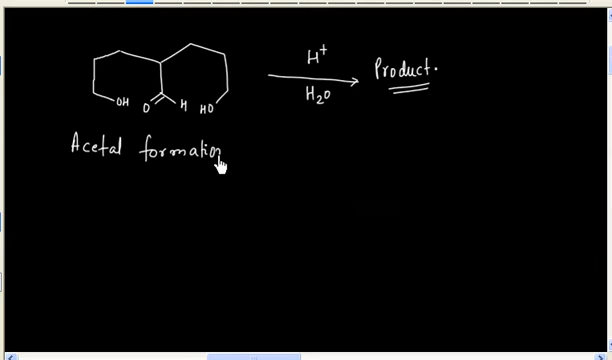 H+
Product.
H2O
OH
O
H
HO
Acetal formation